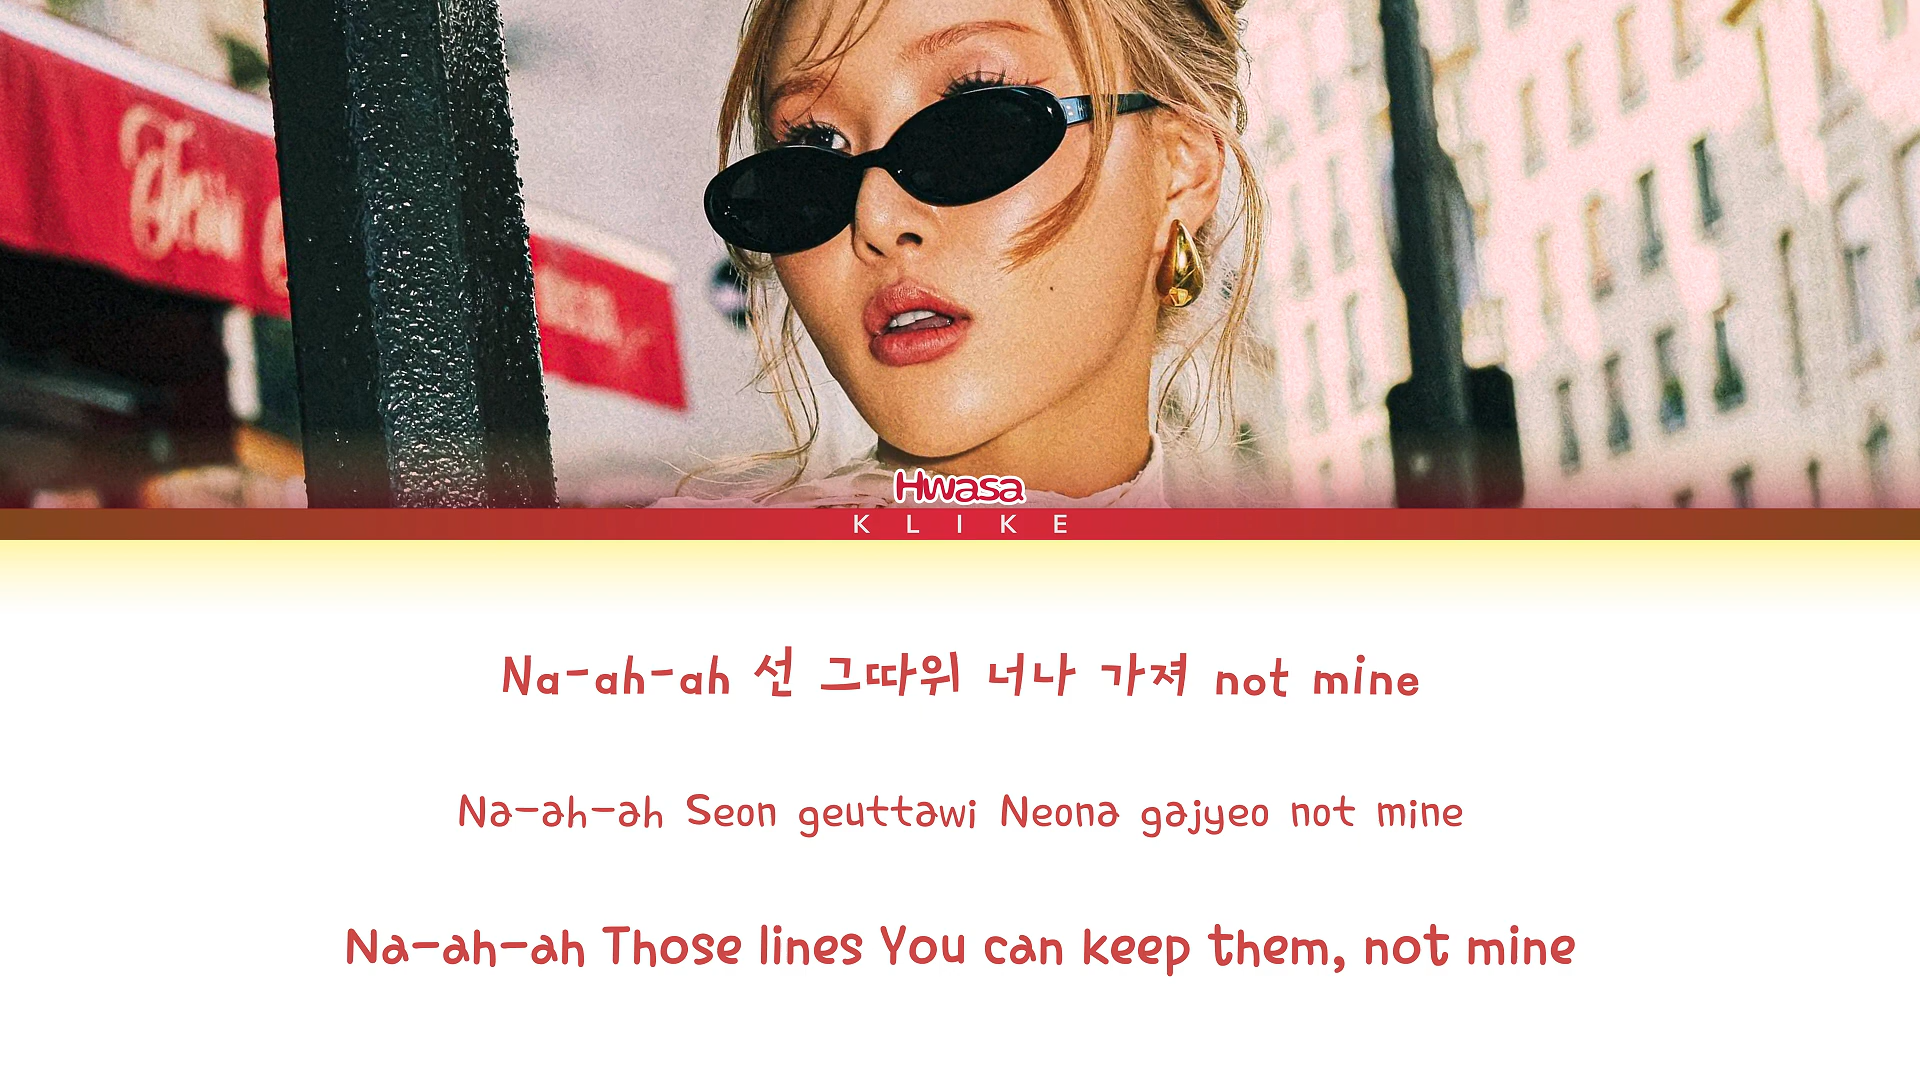 Hwasa
KLIKE
Na-ah-ah 선 그따위 너나 가져 not mine
Na-ah-ah Seon geuttawi Neona gajyeo not mine
Na-ah-ah Those lines You can keep them, not mine